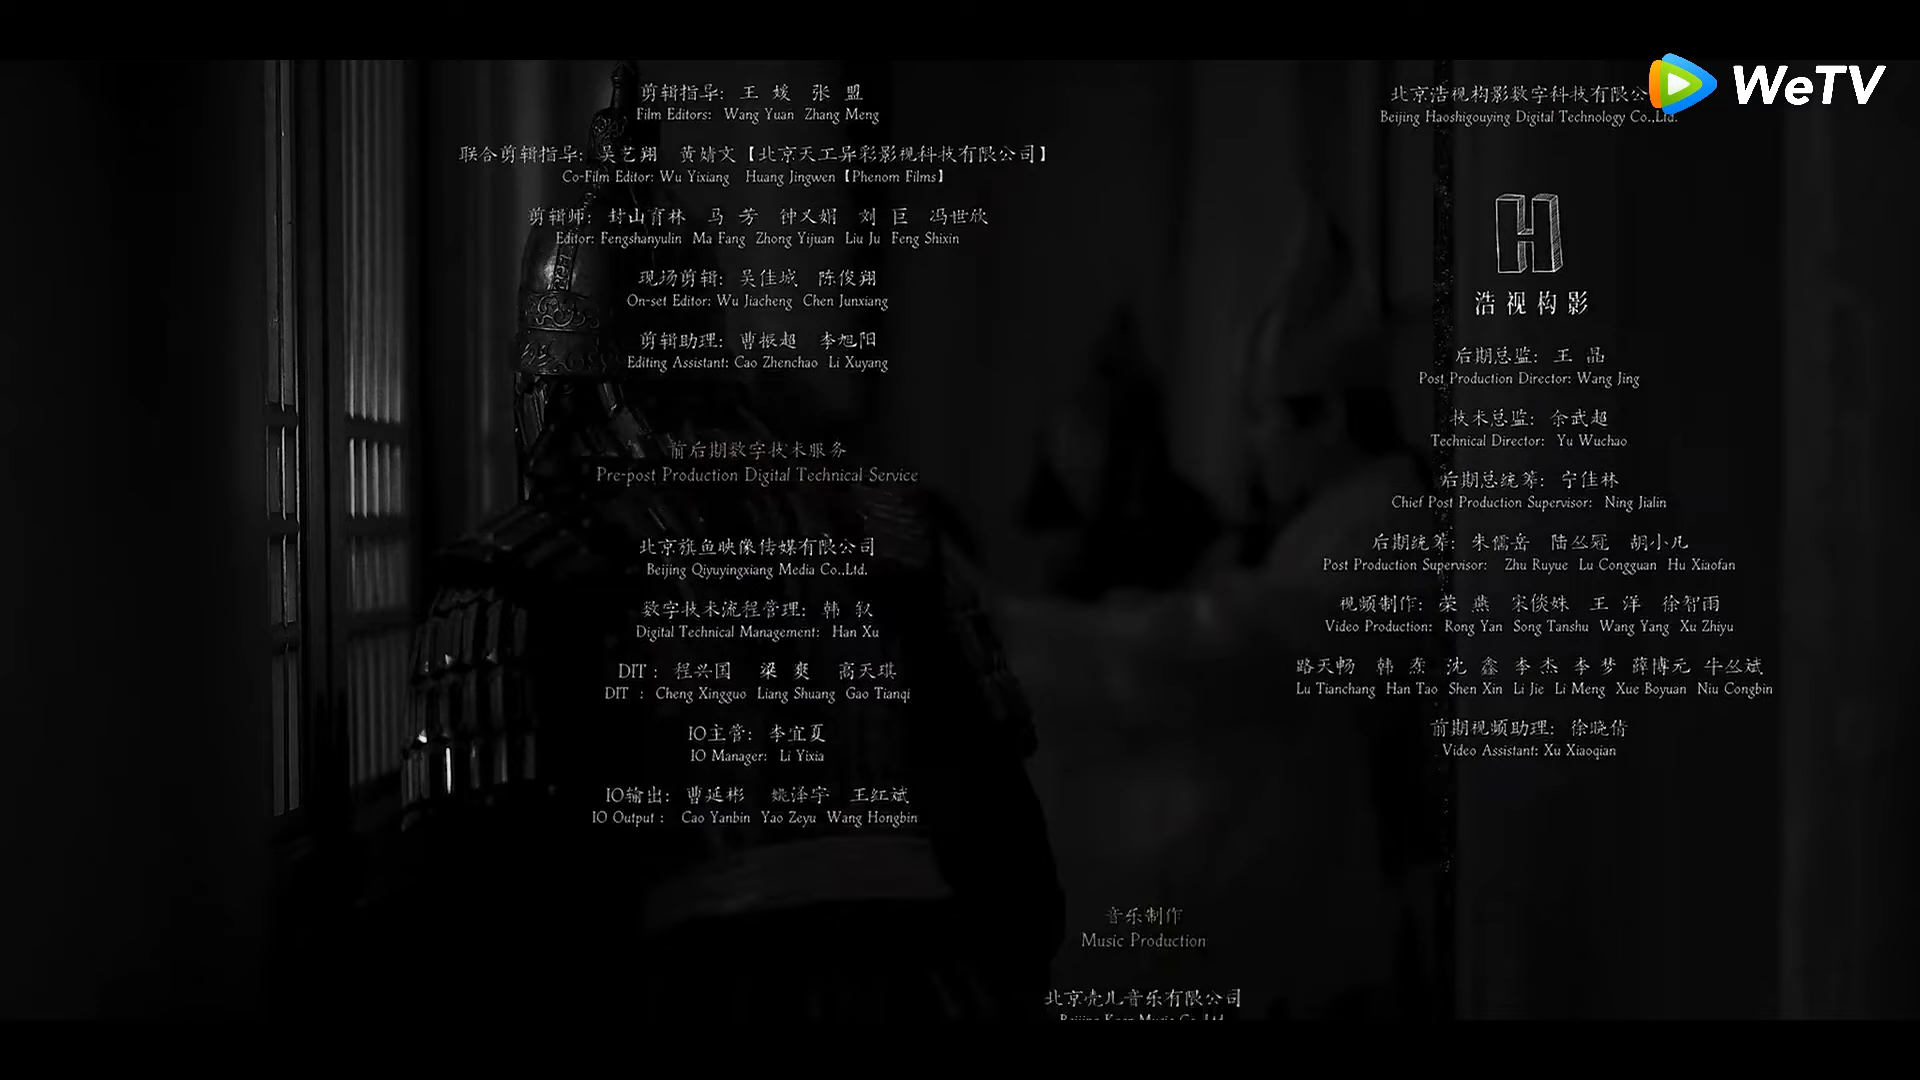 剪辑指导: 王 媛 张 盟
Film Editors: Wang Yuan Zhang Meng
联合剪辑指导: 吴艺翔 黄婧文【北京天工异彩影视科技有限公司】
Co-Film Editor: Wu Yixiang Huang Jingwen【Phenom Films】
剪辑师: 封山育林 马 芳 钟义娟 刘 巨 冯世欣
Editor: Fengshanyulin Ma Fang Zhong Yijuan Liu Ju Feng Shixin
现场剪辑: 吴佳城 陈俊翔
On-set Editor: Wu Jiacheng Chen Junxiang
剪辑助理: 曹振超 李旭阳
Editing Assistant: Cao Zhenchao Li Xuyang
前后期数字技术服务
Pre-post Production Digital Technical Service
北京旗鱼映像传媒有限公司
Beijing Qiyuyingxiang Media Co.,Ltd.
数字技术流程管理: 韩
Digital Technical Management: Han Xu
DIT : 程兴国 梁 爽 高天琪
DIT : Cheng Xingguo Liang Shuang Gao Tianqi
IO主管: 李宜夏
IO Manager: Li Yixia
IO输出: 曹延彬 姚泽宇 王红斌
IO Output : Cao Yanbin Yao Zeyu Wang Hongbin
WeTV
北京浩视构影数字科技有限公
Beijing Haoshigouying Digital Technology Co.,Ltd.
H
浩视构影
后期总监: 王 晶
Post Production Director: Wang Jing
技术总监: 余武超
Technical Director: Yu Wuchao
后期总统筹: 宁佳林
Chief Post Production Supervisor: Ning Jialin
后期统筹: 朱儒岳 陆丛冠 胡小凡
Post Production Supervisor: Zhu Ruyue Lu Congguan Hu Xiaofan
视频制作: 荣 燕 宋倓姝 王 洋 徐智雨
Video Production: Rong Yan Song Tanshu Wang Yang Xu Zhiyu
路天畅 韩 焘 沈 鑫 李 杰 李 梦 薛博元 牛丛斌
Lu Tianchang Han Tao Shen Xin Li Jie Li Meng Xue Boyuan Niu Congbin
前期视频助理: 徐晓倩
Video Assistant: Xu Xiaoqian
音乐制作
Music Production
北京壳儿音乐有限公司